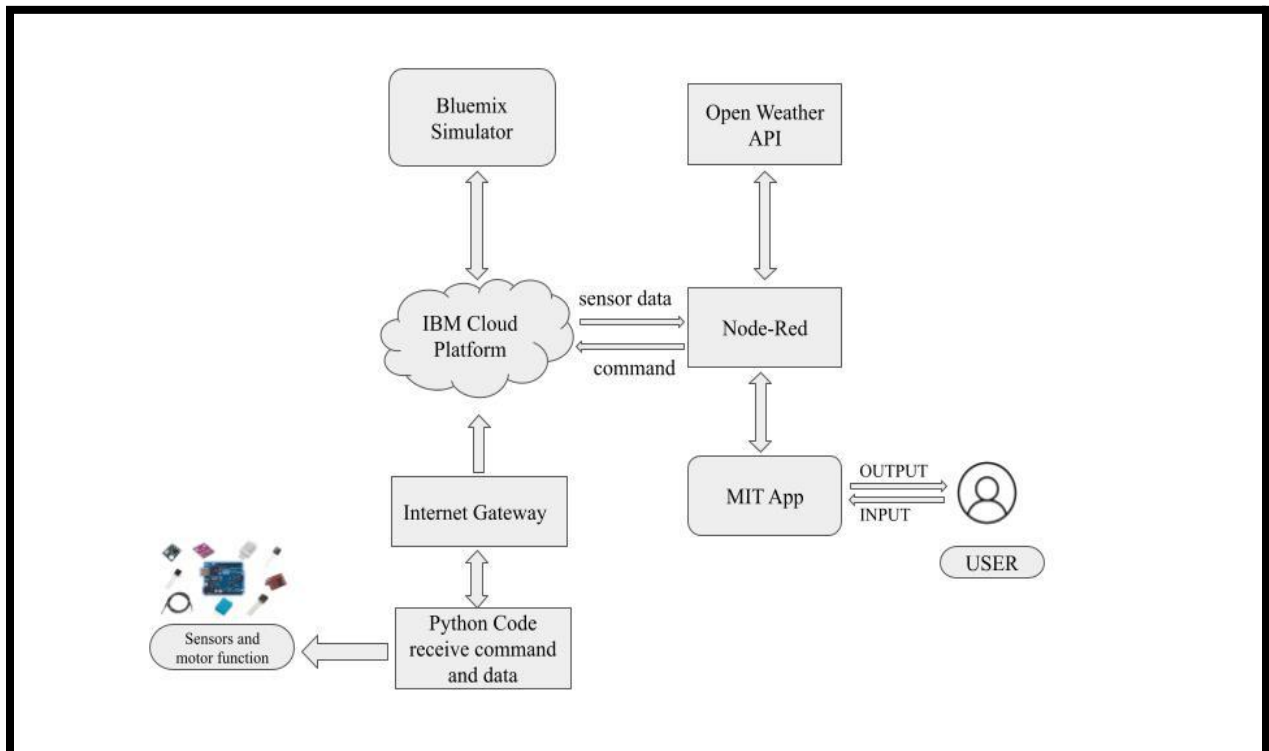 Bluemix
Simulator
Open Weather
API
IBM Cloud
Platform
sensor data
command
Node-Red
Internet Gateway
MIT App
OUTPUT
INPUT
USER
Sensors and
motor function
Python Code
receive command
and data